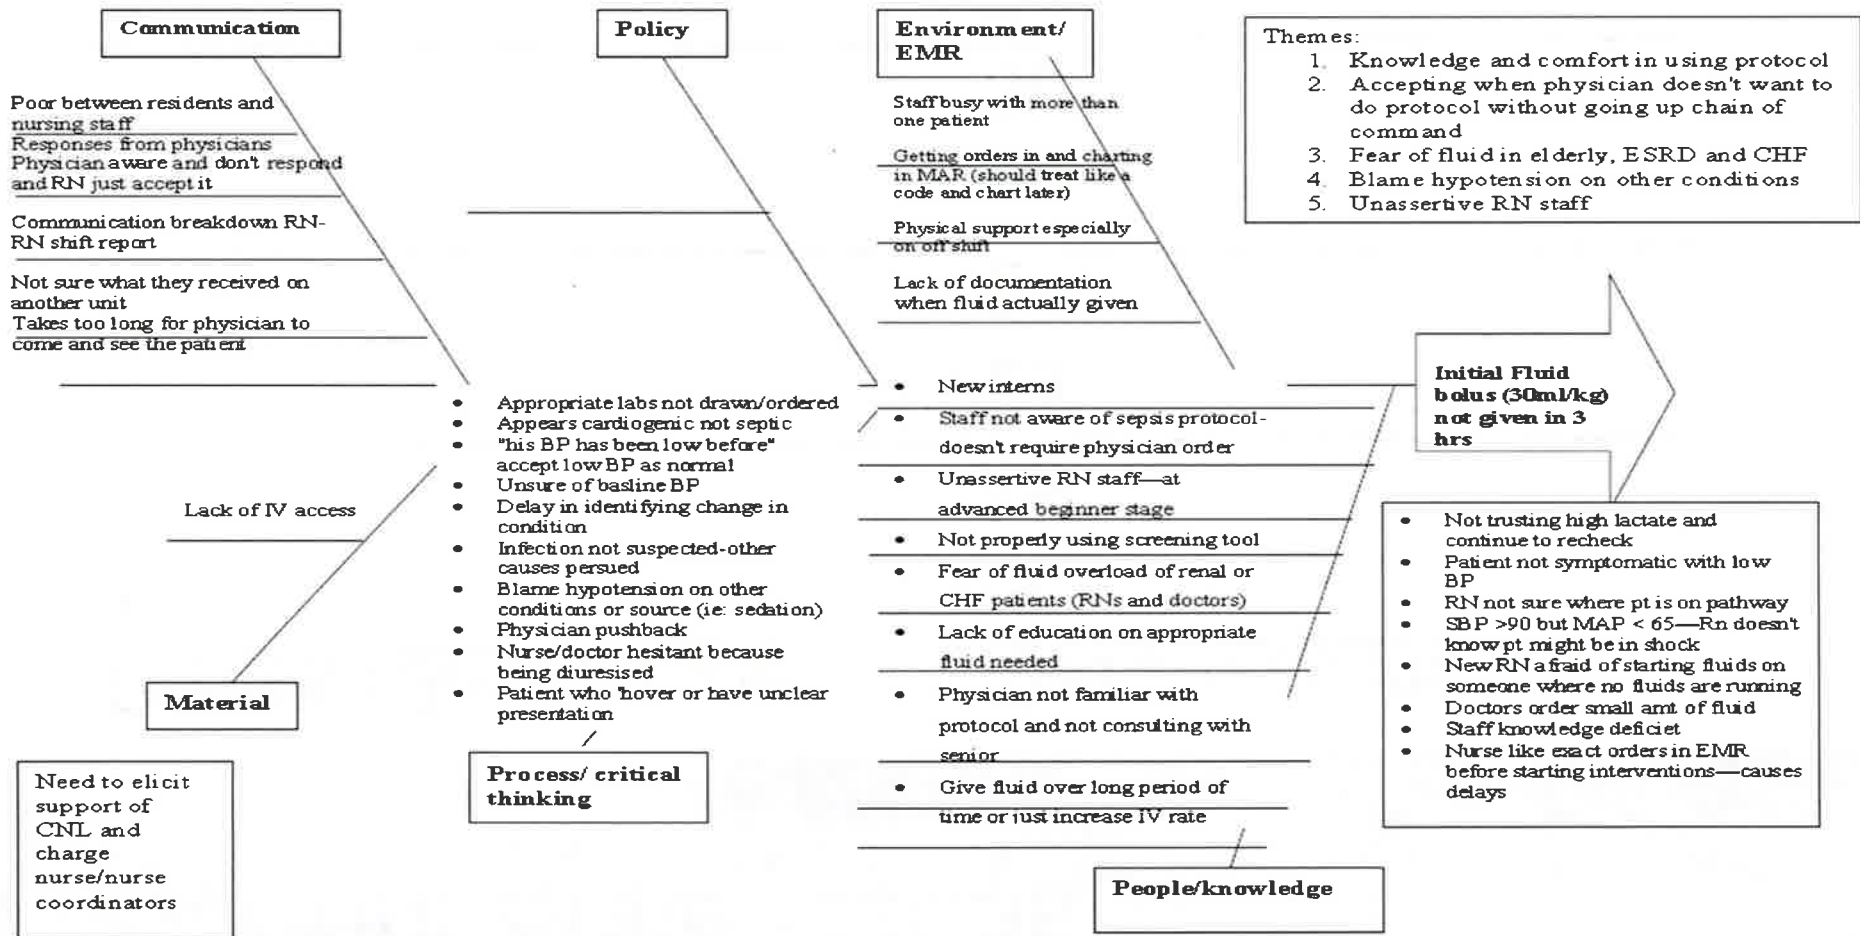 Communication
Poor between residents and
nursing staff
Responses from physicians
Physician aware and don't respond
and RN just accept it
Communication breakdown RN-
RN shift report
Not sure what they received on
another unit
Takes too long for physician to
come and see the patient
Policy
Environment/
EMR
Staff busy with more than
one patient
Getting orders in and charting
in MAR (should treat like a
code and chart later)
Physical support especially
on off shift
Lack of documentation
when fluid actually given
Themes:
1. Knowledge and comfort in using protocol
2. Accepting when physician doesn't want to
do protocol without going up chain of
command
3. Fear of fluid in elderly, ESRD and CHF
4. Blame hypotension on other conditions
5. Unassertive RN staff
Initial Fluid
bolus (30ml/kg)
not given in 3
hrs
Lack of IV access
Material
Need to elicit
support of
CNL and
charge
nurse/nurse
coordinators
• Appropriate labs not drawn/ordered
• Appears cardiogenic not septic
• "his BP has been low before"
accept low BP as normal
• Unsure of basline BP
• Delay in identifying change in
condition
• Infection not suspected-other
causes persued
• Blame hypotension on other
conditions or source (ie: sedation)
• Physician pushback
• Nurse/doctor hesitant because
being diuresised
• Patient who 'hover or have unclear
presentation
Process/ critical
thinking
• New interns
• Staff not aware of sepsis protocol-
doesn't require physician order
• Unassertive RN staff—at
advanced beginner stage
• Not properly using screening tool
• Fear of fluid overload of renal or
CHF patients (RNs and doctors)
• Lack of education on appropriate
fluid needed
• Physician not familiar with
protocol and not consulting with
senior
• Give fluid over long period of
time or just increase IV rate
People/knowledge
• Not trusting high lactate and
continue to recheck
• Patient not symptomatic with low
BP
• RN not sure where pt is on pathway
• SBP >90 but MAP < 65—Rn doesn't
know pt might be in shock
• New RN afraid of starting fluids on
someone where no fluids are running
• Doctors order small amt of fluid
• Staff knowledge deficiet
• Nurse like exact orders in EMR
before starting interventions—causes
delays